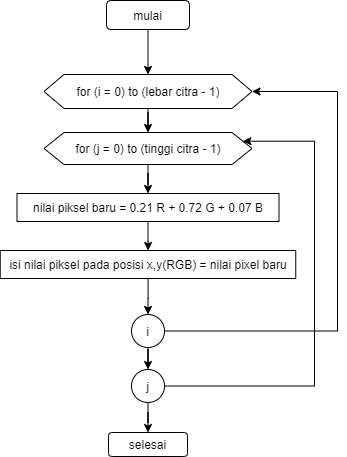 mulai
for (i = 0) to (lebar citra - 1)
for (j = 0) to (tinggi citra - 1)
nilai piksel baru = 0.21 R + 0.72 G + 0.07 B
isi nilai piksel pada posisi x,y(RGB) = nilai pixel baru
i
j
selesai